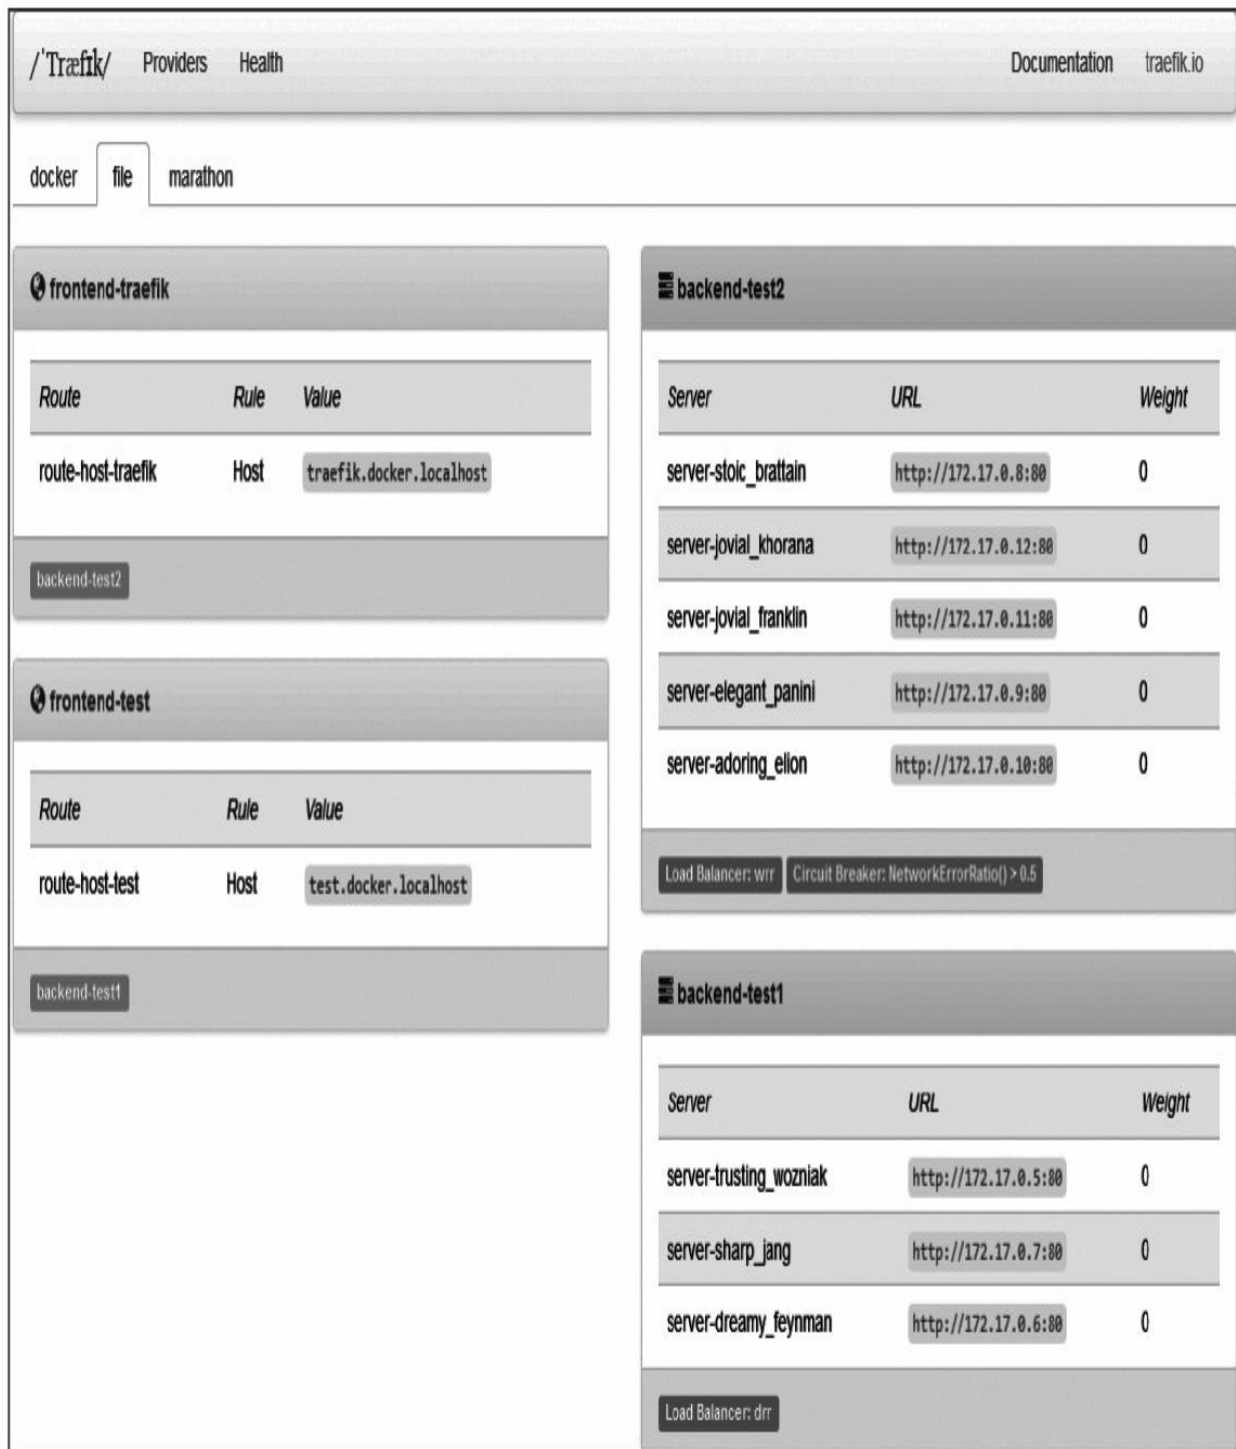 /ˈTræfɪk/ Providers Health Documentation traefik.io
docker file marathon
frontend-traefik
Route Rule Value
route-host-traefik Host traefik.docker.localhost
backend-test2
frontend-test
Route Rule Value
route-host-test Host test.docker.localhost
backend-test1
backend-test2
Server URL Weight
server-stoic_brattain http://172.17.0.8:80 0
server-jovial_khorana http://172.17.0.12:80 0
server-jovial_franklin http://172.17.0.11:80 0
server-elegant_panini http://172.17.0.9:80 0
server-adoring_elion http://172.17.0.10:80 0
Load Balancer: wrr Circuit Breaker: NetworkErrorRatio() > 0.5
backend-test1
Server URL Weight
server-trusting_wozniak http://172.17.0.5:80 0
server-sharp_jang http://172.17.0.7:80 0
server-dreamy_feynman http://172.17.0.6:80 0
Load Balancer: drr